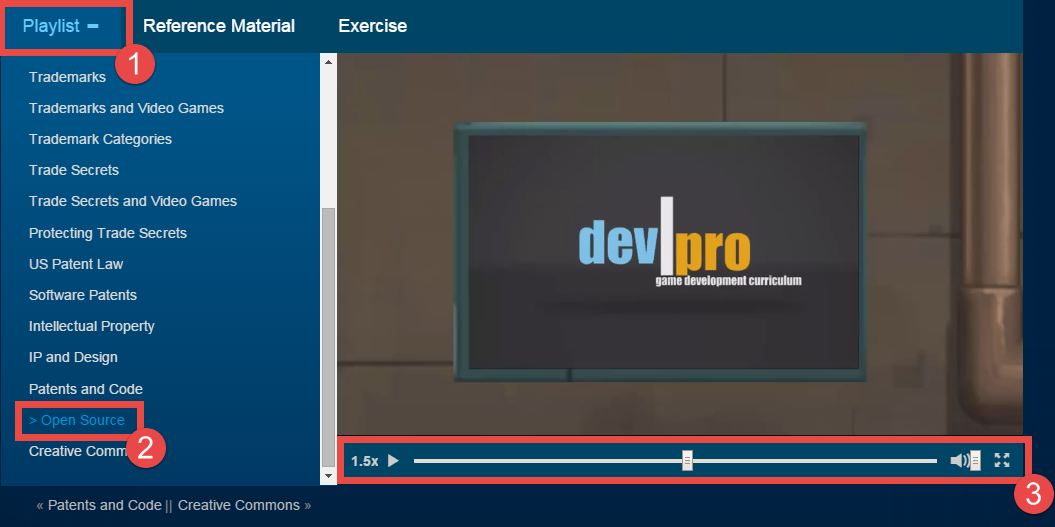 Playlist − Reference Material Exercise
1
Trademarks
Trademarks and Video Games
Trademark Categories
Trade Secrets
Trade Secrets and Video Games
Protecting Trade Secrets
US Patent Law
Software Patents
Intellectual Property
IP and Design
Patents and Code
> Open Source
2
Creative Comm
dev|pro
game development curriculum
1.5x
3
« Patents and Code || Creative Commons »